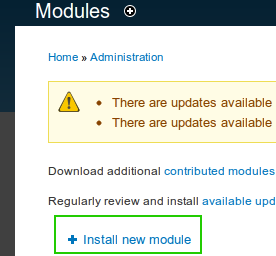 Modules
Home » Administration
There are updates available
There are updates available
Download additional contributed modules
Regularly review and install available upd
Install new module